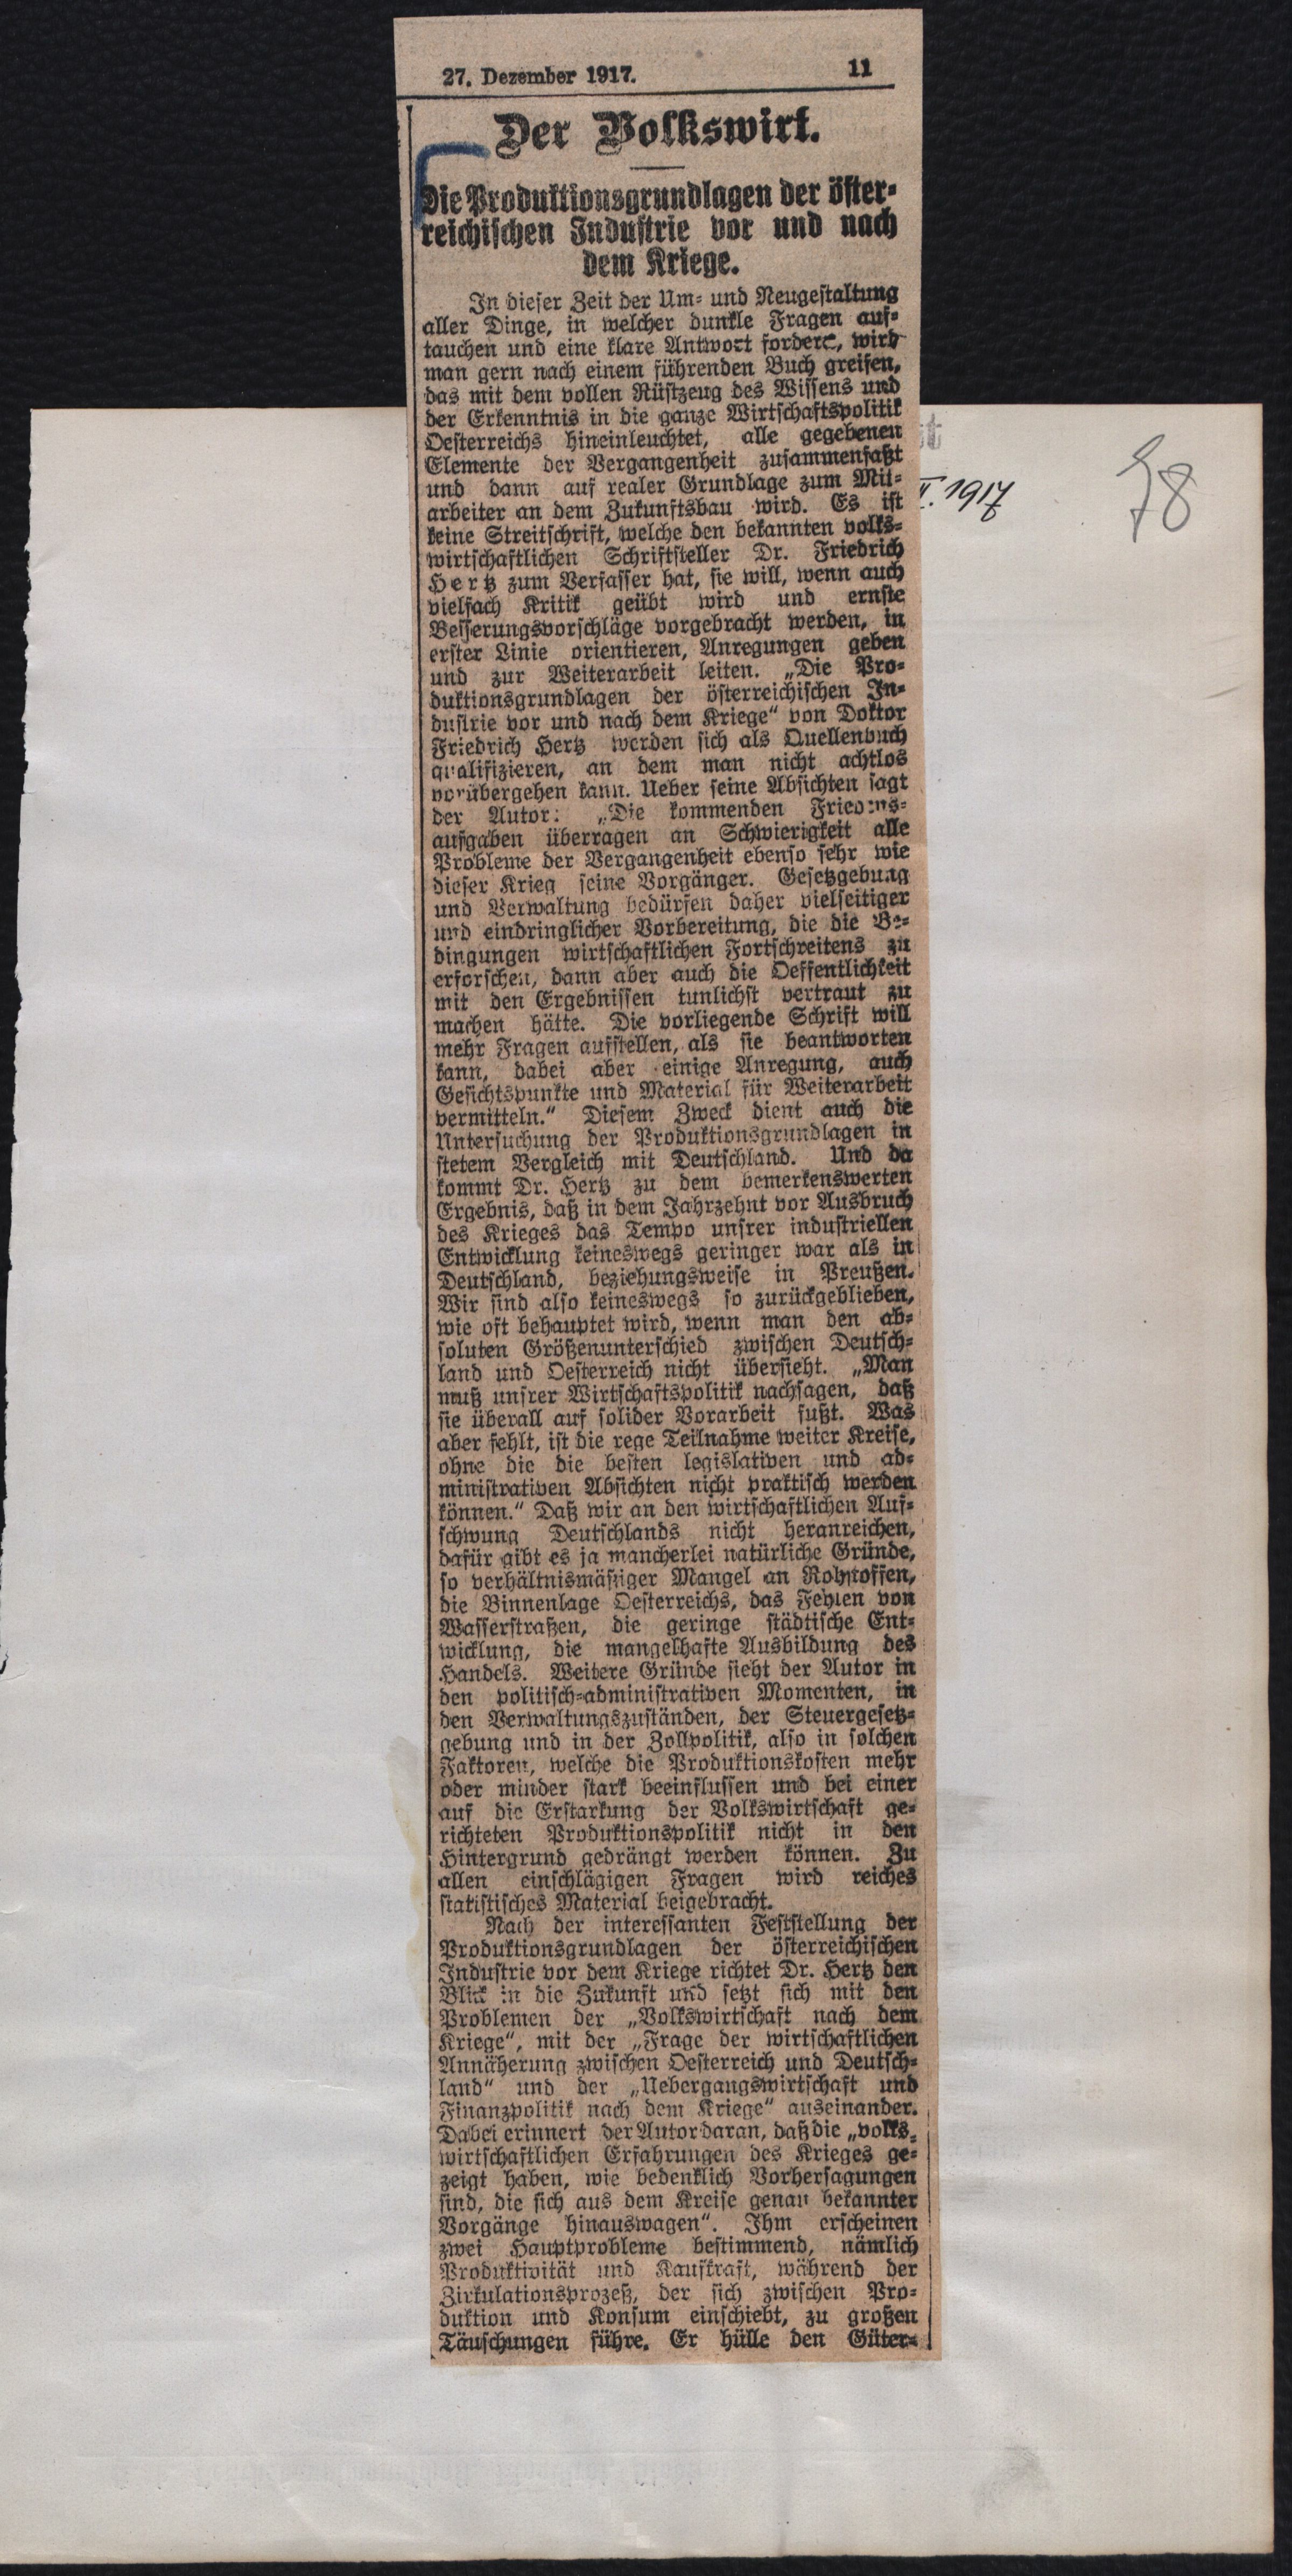 27. Dezember 1917. 11
Der Volkswirt.
Die Produktionsgrundlagen der öster-
reichischen Industrie vor und nach
dem Kriege.
In dieser Zeit der Um- und Neugestaltung
aller Dinge, in welcher dunkle Fragen auf-
tauchen und eine klare Antwort fordern, wird
man gern nach einem führenden Buch greifen,
das mit dem vollen Rüstzeug des Wissens und
der Erkenntnis in die ganze Wirtschaftspolitik
Oesterreichs hineinleuchtet, alle gegebenen
Elemente der Vergangenheit zusammenfaßt
und dann auf realer Grundlage zum Mit-
arbeiter an dem Zukunftsbau wird. Es ist
keine Streitschrift, welche den bekannten volks-
wirtschaftlichen Schriftsteller Dr. Friedrich
Hertz zum Verfasser hat, sie will, wenn auch
vielfach Kritik geübt wird und ernste
Besserungsvorschläge vorgebracht werden, in
erster Linie orientieren, Anregungen geben
und zur Weiterarbeit leiten. „Die Pro-
duktionsgrundlagen der österreichischen In-
dustrie vor und nach dem Kriege“ von Doktor
Friedrich Hertz werden sich als Quellenbuch
qualifizieren, an dem man nicht achtlos
vorübergehen kann. Ueber seine Absichten sagt
der Autor: „Die kommenden Friedens-
aufgaben überragen an Schwierigkeit alle
Probleme der Vergangenheit ebenso sehr wie
dieser Krieg seine Vorgänger. Gesetzgebung
und Verwaltung bedürfen daher vielseitiger
und eindringlicher Vorbereitung, die die Be-
dingungen wirtschaftlichen Fortschreitens zu
erforschen, dann aber auch die Oeffentlichkeit
mit den Ergebnissen tunlichst vertraut zu
machen hätte. Die vorliegende Schrift will
mehr Fragen aufstellen, als sie beantworten
kann, dabei aber einige Anregung, auch
Gesichtspunkte und Material für Weiterarbeit
vermitteln.“ Diesem Zweck dient auch die
Untersuchung der Produktionsgrundlagen in
stetem Vergleich mit Deutschland. Und da
kommt Dr. Hertz zu dem bemerkenswerten
Ergebnis, daß in dem Jahrzehnt vor Ausbruch
des Krieges das Tempo unsrer industriellen
Entwicklung keineswegs geringer war als in
Deutschland, beziehungsweise in Preußen.
Wir sind also keineswegs so zurückgeblieben,
wie oft behauptet wird, wenn man den ab-
soluten Größenunterschied zwischen Deutsch-
land und Oesterreich nicht übersieht. „Man
muß unsrer Wirtschaftspolitik nachsagen, daß
sie überall auf solider Vorarbeit fußt. Was
aber fehlt, ist die rege Teilnahme weiter Kreise,
ohne die die besten legislativen und ad-
ministrativen Absichten nicht praktisch werden
können.“ Daß wir an den wirtschaftlichen Auf-
schwung Deutschlands nicht heranreichen,
dafür gibt es ja mancherlei natürliche Gründe,
so verhältnismäßiger Mangel an Rohstoffen,
die Binnenlage Oesterreichs, das Fehlen von
Wasserstraßen, die geringe städtische Ent-
wicklung, die mangelhafte Ausbildung des
Handels. Weitere Gründe sieht der Autor in
den politisch-administrativen Momenten, in
den Verwaltungszuständen, der Steuergesetz-
gebung und in der Zollpolitik, also in solchen
Faktoren, welche die Produktionskosten mehr
oder minder stark beeinflussen und bei einer
auf die Erstarkung der Volkswirtschaft ge-
richteten Produktionspolitik nicht in den
Hintergrund gedrängt werden können. Zu
allen einschlägigen Fragen wird reiches
statistisches Material beigebracht.
Nach der interessanten Feststellung der
Produktionsgrundlagen der österreichischen
Industrie vor dem Kriege richtet Dr. Hertz den
Blick in die Zukunft und setzt sich mit den
Problemen der „Volkswirtschaft nach dem
Kriege“, mit der „Frage der wirtschaftlichen
Annäherung zwischen Oesterreich und Deutsch-
land“ und der „Uebergangswirtschaft und
Finanzpolitik nach dem Kriege“ auseinander.
Dabei erinnert der Autor daran, daß die „volks-
wirtschaftlichen Erfahrungen des Krieges ge-
zeigt haben, wie bedenklich Vorhersagungen
sind, die sich aus dem Kreise genau bekannter
Vorgänge hinauswagen“. Ihm erscheinen
zwei Hauptprobleme bestimmend, nämlich
Produktivität und Kaufkraft, während der
Zirkulationsprozeß, der sich zwischen Pro-
duktion und Konsum einschiebt, zu großen
Täuschungen führe. Er hülle den Güter-
1917
78